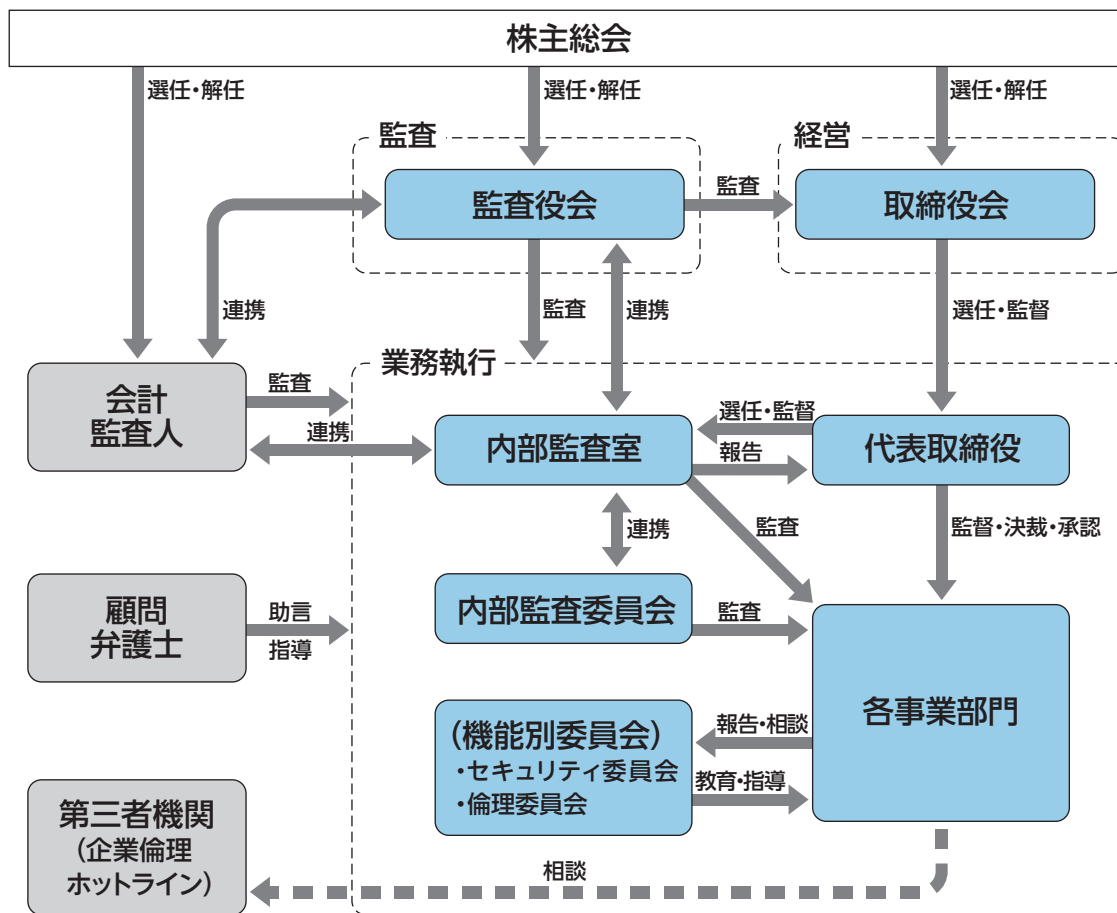 株主総会
選任・解任
選任・解任
選任・解任
監査
経営
監査役会
監査
取締役会
連携
監査
連携
選任・監督
業務執行
会計
監査人
監査
連携
内部監査室
選任・監督
報告
代表取締役
連携
監査
監督・決裁・承認
顧問
弁護士
助言
指導
内部監査委員会
監査
各事業部門
(機能別委員会)
・セキュリティ委員会
・倫理委員会
報告・相談
教育・指導
第三者機関
(企業倫理
ホットライン)
相談